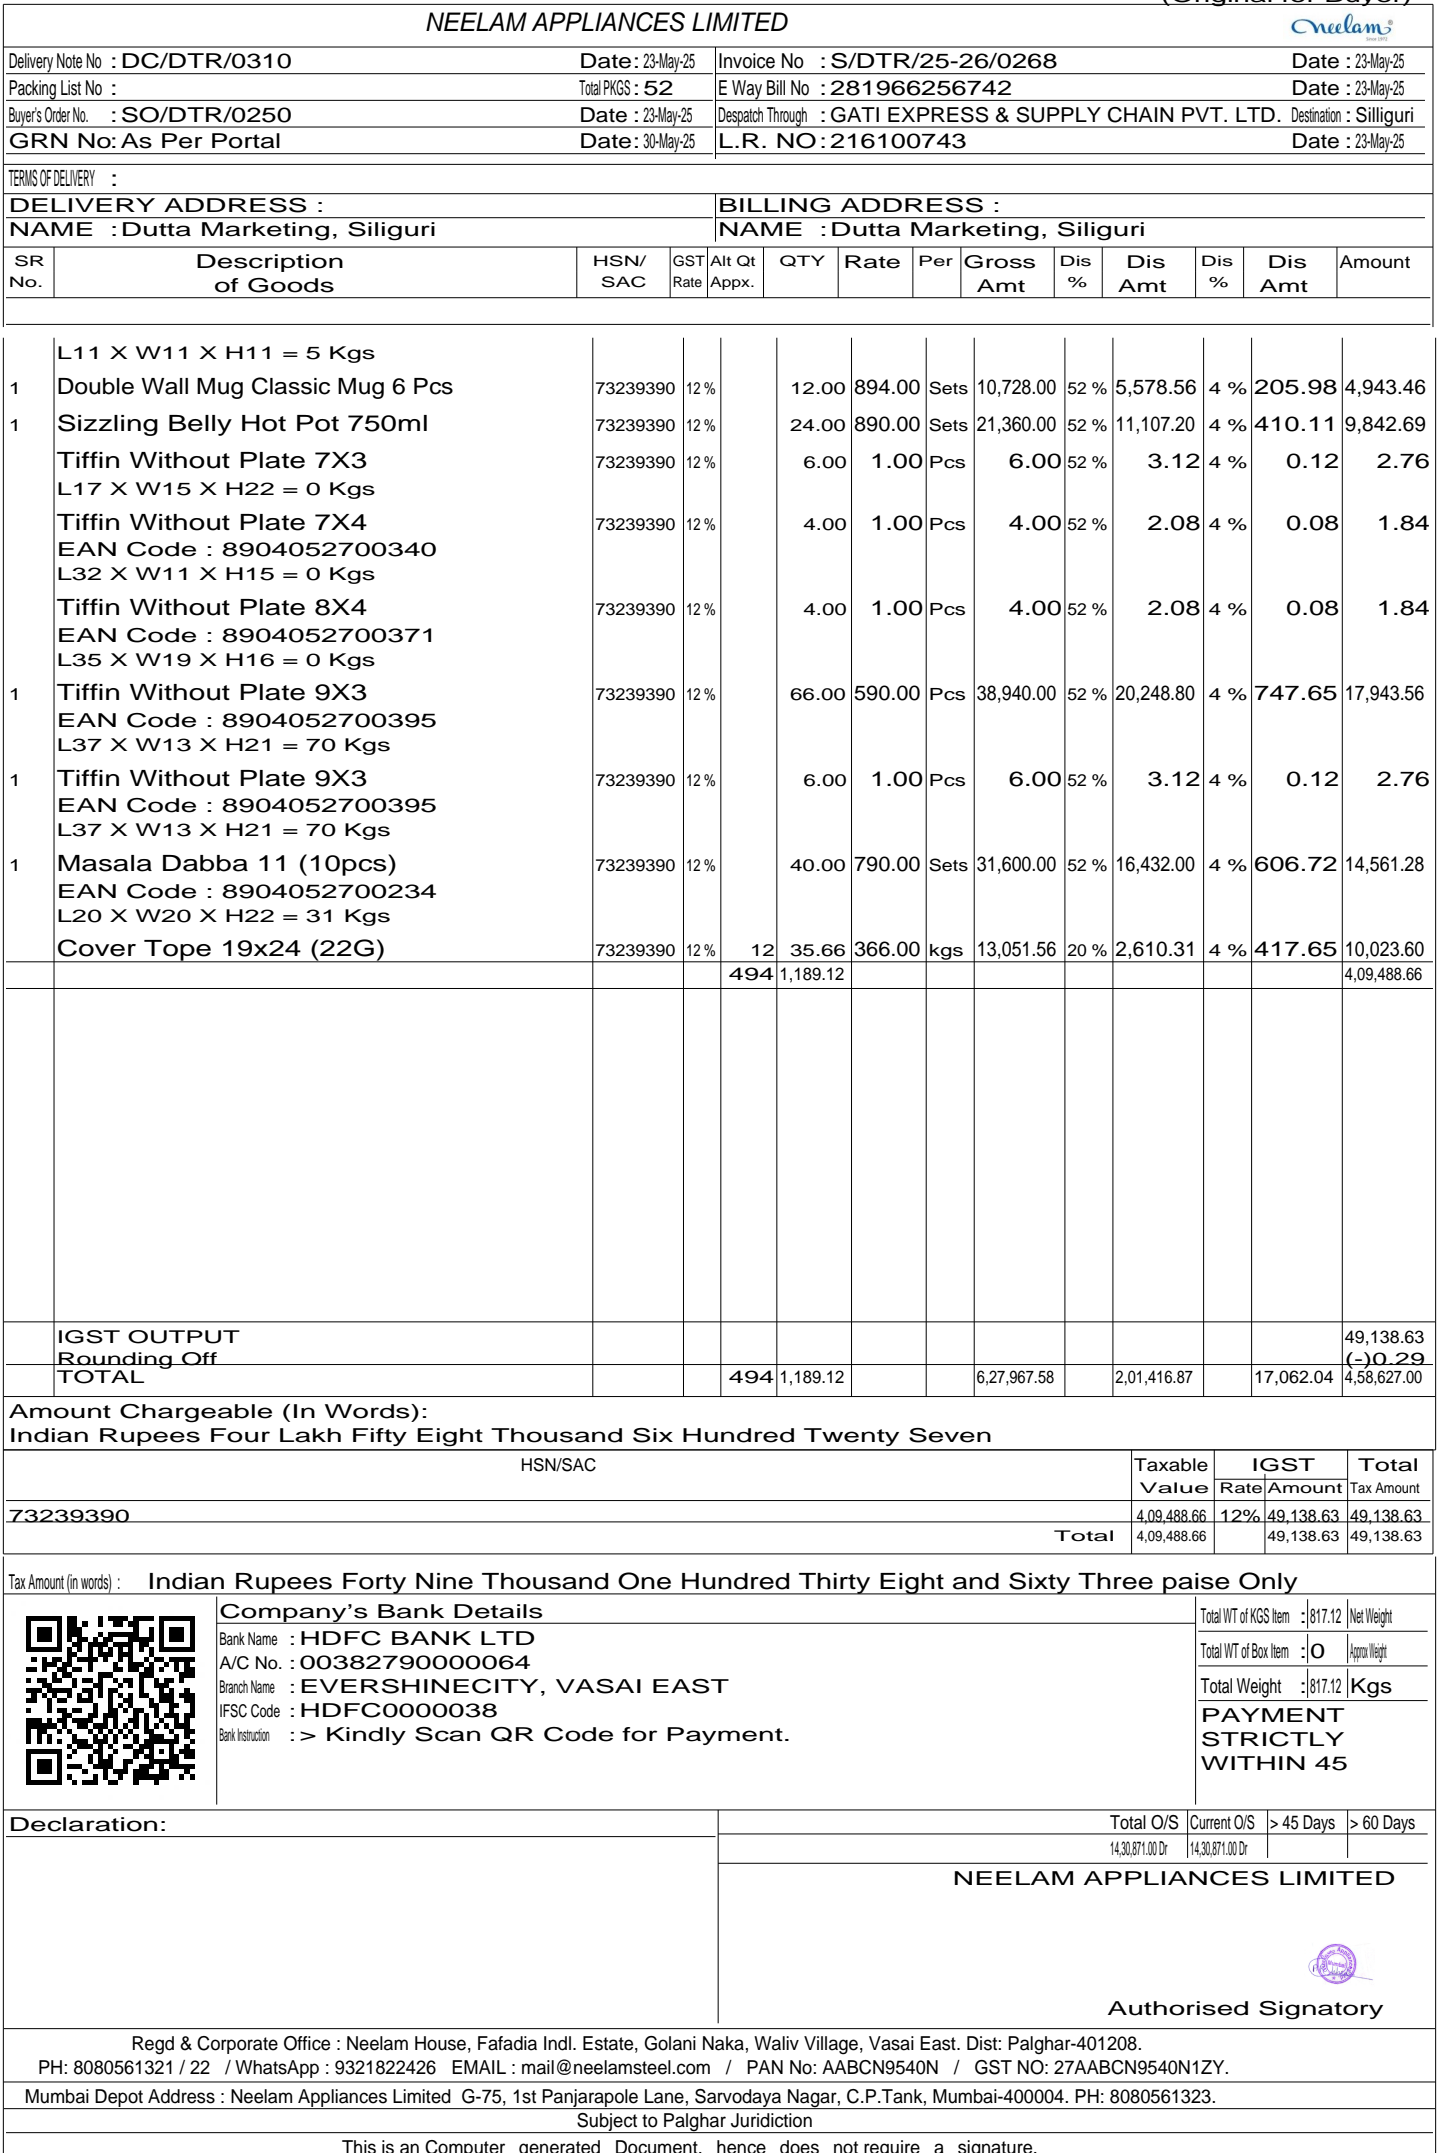 (Original for Buyer)
NEELAM APPLIANCES LIMITED neelam
Since 1972
Delivery Note No : DC/DTR/0310 Date : 23-May-25 Invoice No : S/DTR/25-26/0268 Date : 23-May-25
Packing List No : Total PKGS : 52 E Way Bill No : 281966256742 Date : 23-May-25
Buyer's Order No. : SO/DTR/0250 Date : 23-May-25 Despatch Through : GATI EXPRESS & SUPPLY CHAIN PVT. LTD. Destination : Silliguri
GRN No: As Per Portal Date: 30-May-25 L.R. NO: 216100743 Date : 23-May-25
TERMS OF DELIVERY :
DELIVERY ADDRESS : BILLING ADDRESS :
NAME : Dutta Marketing, Siliguri NAME : Dutta Marketing, Siliguri
SR Description HSN/ GST Alt Qt QTY Rate Per Gross Dis Dis Dis Dis Amount
No. of Goods SAC Rate Appx. Amt % Amt % Amt
L11 X W11 X H11 = 5 Kgs
1 Double Wall Mug Classic Mug 6 Pcs 73239390 12 % 12.00 894.00 Sets 10,728.00 52 % 5,578.56 4 % 205.98 4,943.46
1 Sizzling Belly Hot Pot 750ml 73239390 12 % 24.00 890.00 Sets 21,360.00 52 % 11,107.20 4 % 410.11 9,842.69
Tiffin Without Plate 7X3 73239390 12 % 6.00 1.00 Pcs 6.00 52 % 3.12 4 % 0.12 2.76
L17 X W15 X H22 = 0 Kgs
Tiffin Without Plate 7X4 73239390 12 % 4.00 1.00 Pcs 4.00 52 % 2.08 4 % 0.08 1.84
EAN Code : 8904052700340
L32 X W11 X H15 = 0 Kgs
Tiffin Without Plate 8X4 73239390 12 % 4.00 1.00 Pcs 4.00 52 % 2.08 4 % 0.08 1.84
EAN Code : 8904052700371
L35 X W19 X H16 = 0 Kgs
1 Tiffin Without Plate 9X3 73239390 12 % 66.00 590.00 Pcs 38,940.00 52 % 20,248.80 4 % 747.65 17,943.56
EAN Code : 8904052700395
L37 X W13 X H21 = 70 Kgs
1 Tiffin Without Plate 9X3 73239390 12 % 6.00 1.00 Pcs 6.00 52 % 3.12 4 % 0.12 2.76
EAN Code : 8904052700395
L37 X W13 X H21 = 70 Kgs
1 Masala Dabba 11 (10pcs) 73239390 12 % 40.00 790.00 Sets 31,600.00 52 % 16,432.00 4 % 606.72 14,561.28
EAN Code : 8904052700234
L20 X W20 X H22 = 31 Kgs
Cover Tope 19x24 (22G) 73239390 12 % 12 35.66 366.00 kgs 13,051.56 20 % 2,610.31 4 % 417.65 10,023.60
494 1,189.12 4,09,488.66
IGST OUTPUT 49,138.63
Rounding Off (-)0.29
TOTAL 494 1,189.12 6,27,967.58 2,01,416.87 17,062.04 4,58,627.00
Amount Chargeable (In Words):
Indian Rupees Four Lakh Fifty Eight Thousand Six Hundred Twenty Seven
HSN/SAC Taxable IGST Total
Value Rate Amount Tax Amount
73239390 4,09,488.66 12% 49,138.63 49,138.63
Total 4,09,488.66 49,138.63 49,138.63
Tax Amount (in words) : Indian Rupees Forty Nine Thousand One Hundred Thirty Eight and Sixty Three paise Only
Company's Bank Details Total WT of KGS Item : 817.12 Net Weight
Bank Name : HDFC BANK LTD
A/C No. : 00382790000064 Total WT of Box Item : 0 Approx Weight
Branch Name : EVERSHINECITY, VASAI EAST Total Weight : 817.12 Kgs
IFSC Code : HDFC0000038 PAYMENT
Bank Instruction : > Kindly Scan QR Code for Payment. STRICTLY
WITHIN 45
Declaration: Total O/S Current O/S > 45 Days > 60 Days
14,30,871.00 Dr 14,30,871.00 Dr
NEELAM APPLIANCES LIMITED
Authorised Signatory
Regd & Corporate Office : Neelam House, Fafadia Indl. Estate, Golani Naka, Waliv Village, Vasai East. Dist: Palghar-401208.
PH: 8080561321 / 22 / WhatsApp : 9321822426 EMAIL : mail@neelamsteel.com / PAN No: AABCN9540N / GST NO: 27AABCN9540N1ZY.
Mumbai Depot Address : Neelam Appliances Limited G-75, 1st Panjarapole Lane, Sarvodaya Nagar, C.P.Tank, Mumbai-400004. PH: 8080561323.
Subject to Palghar Juridiction
This is an Computer generated Document, hence does not require a signature.